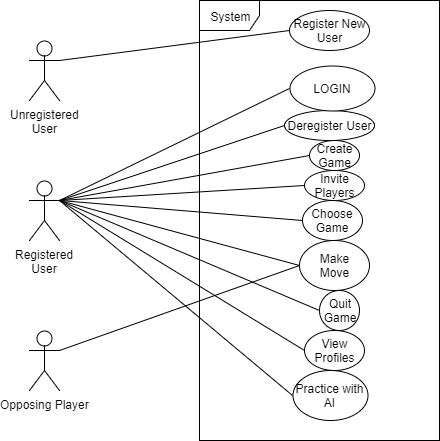 System
Register New
User
Unregistered
User
LOGIN
Deregister User
Create
Game
Invite
Players
Choose
Game
Registered
User
Make
Move
Quit
Game
View
Profiles
Opposing Player
Practice with
AI